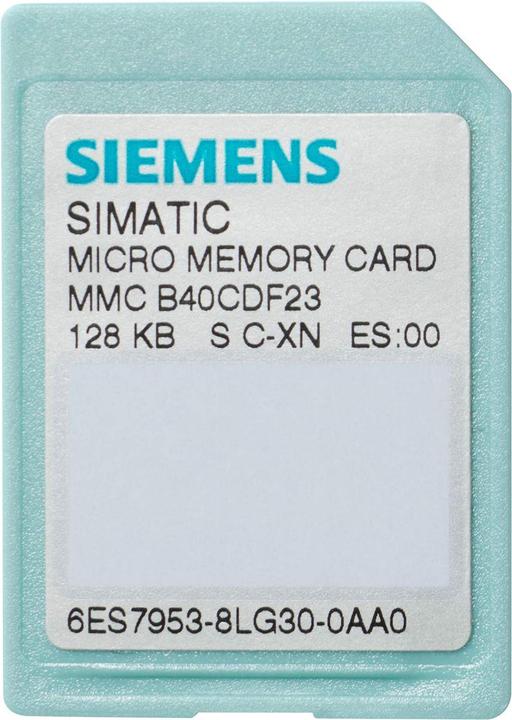 SIEMENS
SIMATIC
MICRO MEMORY CARD
MMC B40CDF23
128 KB S C-XN ES:00
6ES7953-8LG30-0AA0